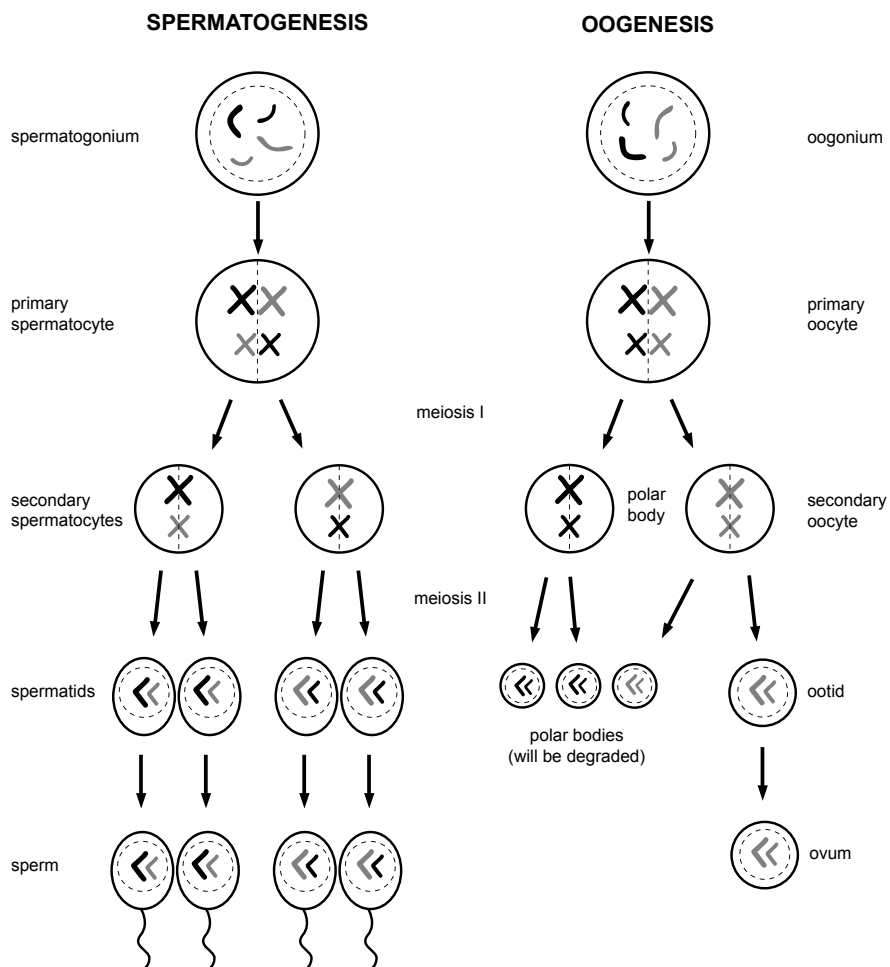 SPERMATOGENESIS
OOGENESIS
spermatogonium
oogonium
primary
spermatocyte
primary
oocyte
meiosis I
secondary
spermatocytes
polar
body
secondary
oocyte
meiosis II
spermatids
ootid
polar bodies
(will be degraded)
sperm
ovum